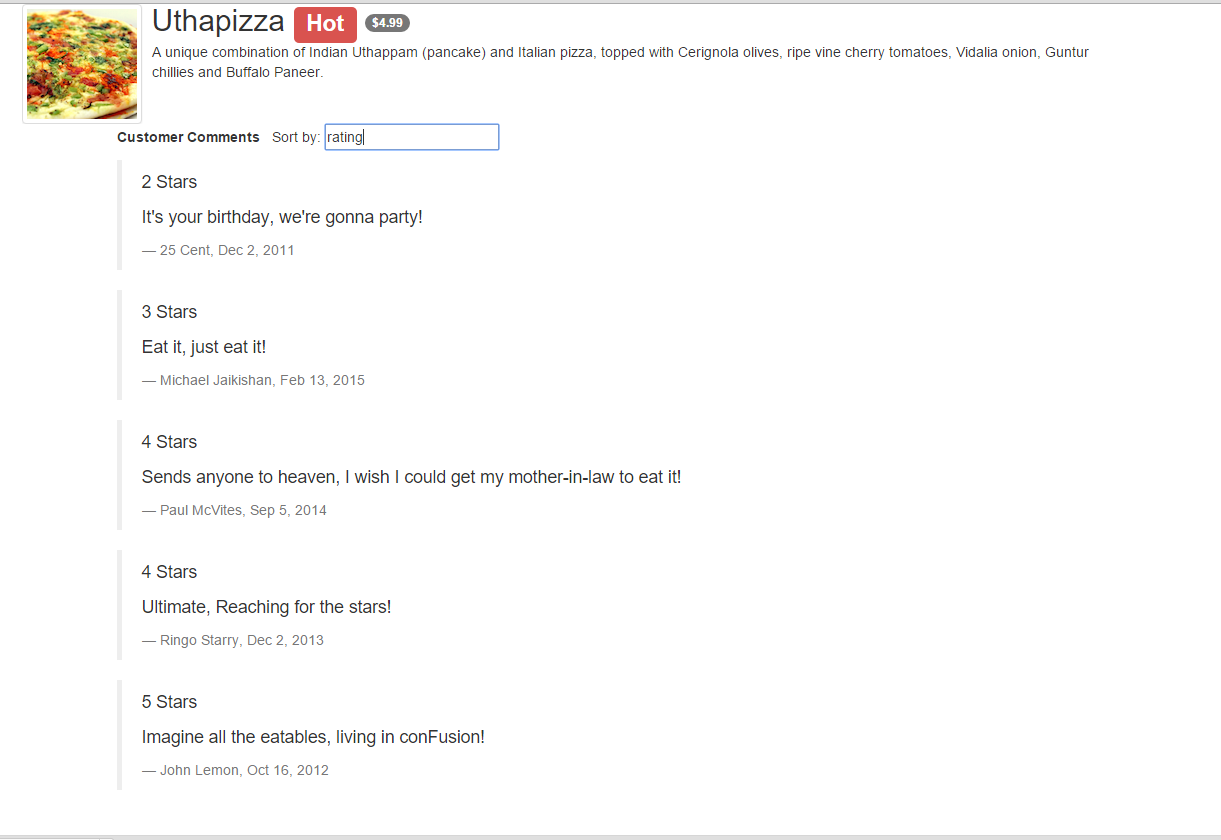 Uthapizza Hot $4.99
A unique combination of Indian Uthappam (pancake) and Italian pizza, topped with Cerignola olives, ripe vine cherry tomatoes, Vidalia onion, Guntur
chillies and Buffalo Paneer.
Customer Comments Sort by: rating
2 Stars
It's your birthday, we're gonna party!
— 25 Cent, Dec 2, 2011
3 Stars
Eat it, just eat it!
— Michael Jaikishan, Feb 13, 2015
4 Stars
Sends anyone to heaven, I wish I could get my mother-in-law to eat it!
— Paul McVites, Sep 5, 2014
4 Stars
Ultimate, Reaching for the stars!
— Ringo Starry, Dec 2, 2013
5 Stars
Imagine all the eatables, living in conFusion!
— John Lemon, Oct 16, 2012